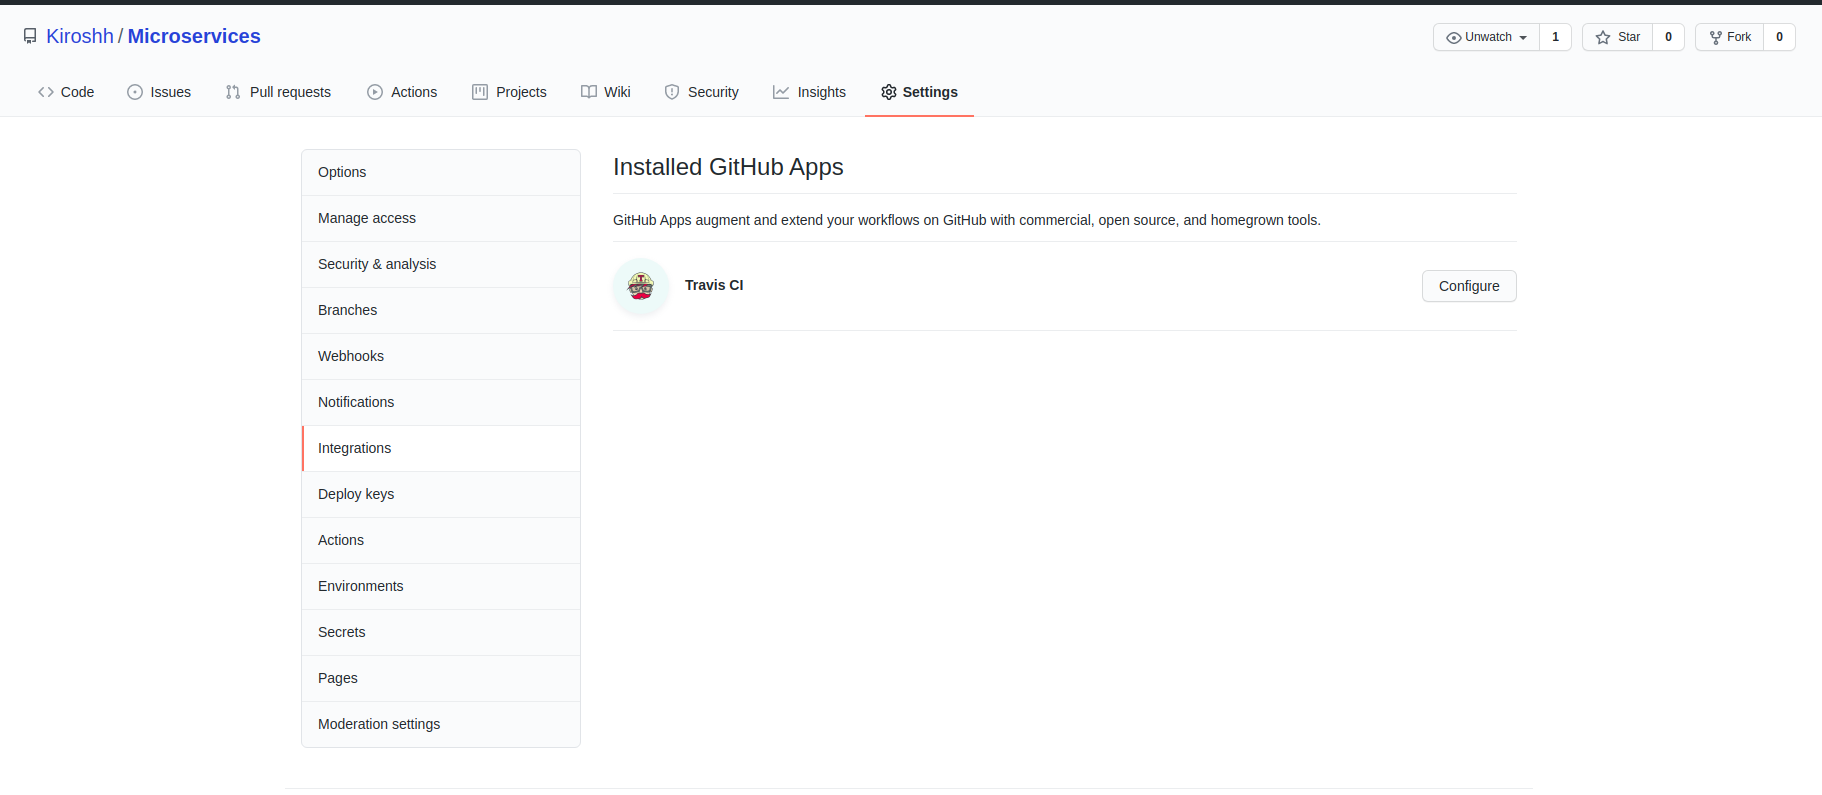 Kiroshh / Microservices
Unwatch 1 Star 0 Fork 0
Code Issues Pull requests Actions Projects Wiki Security Insights Settings
Options
Manage access
Security & analysis
Branches
Webhooks
Notifications
Integrations
Deploy keys
Actions
Environments
Secrets
Pages
Moderation settings
Installed GitHub Apps
GitHub Apps augment and extend your workflows on GitHub with commercial, open source, and homegrown tools.
Travis CI
Configure